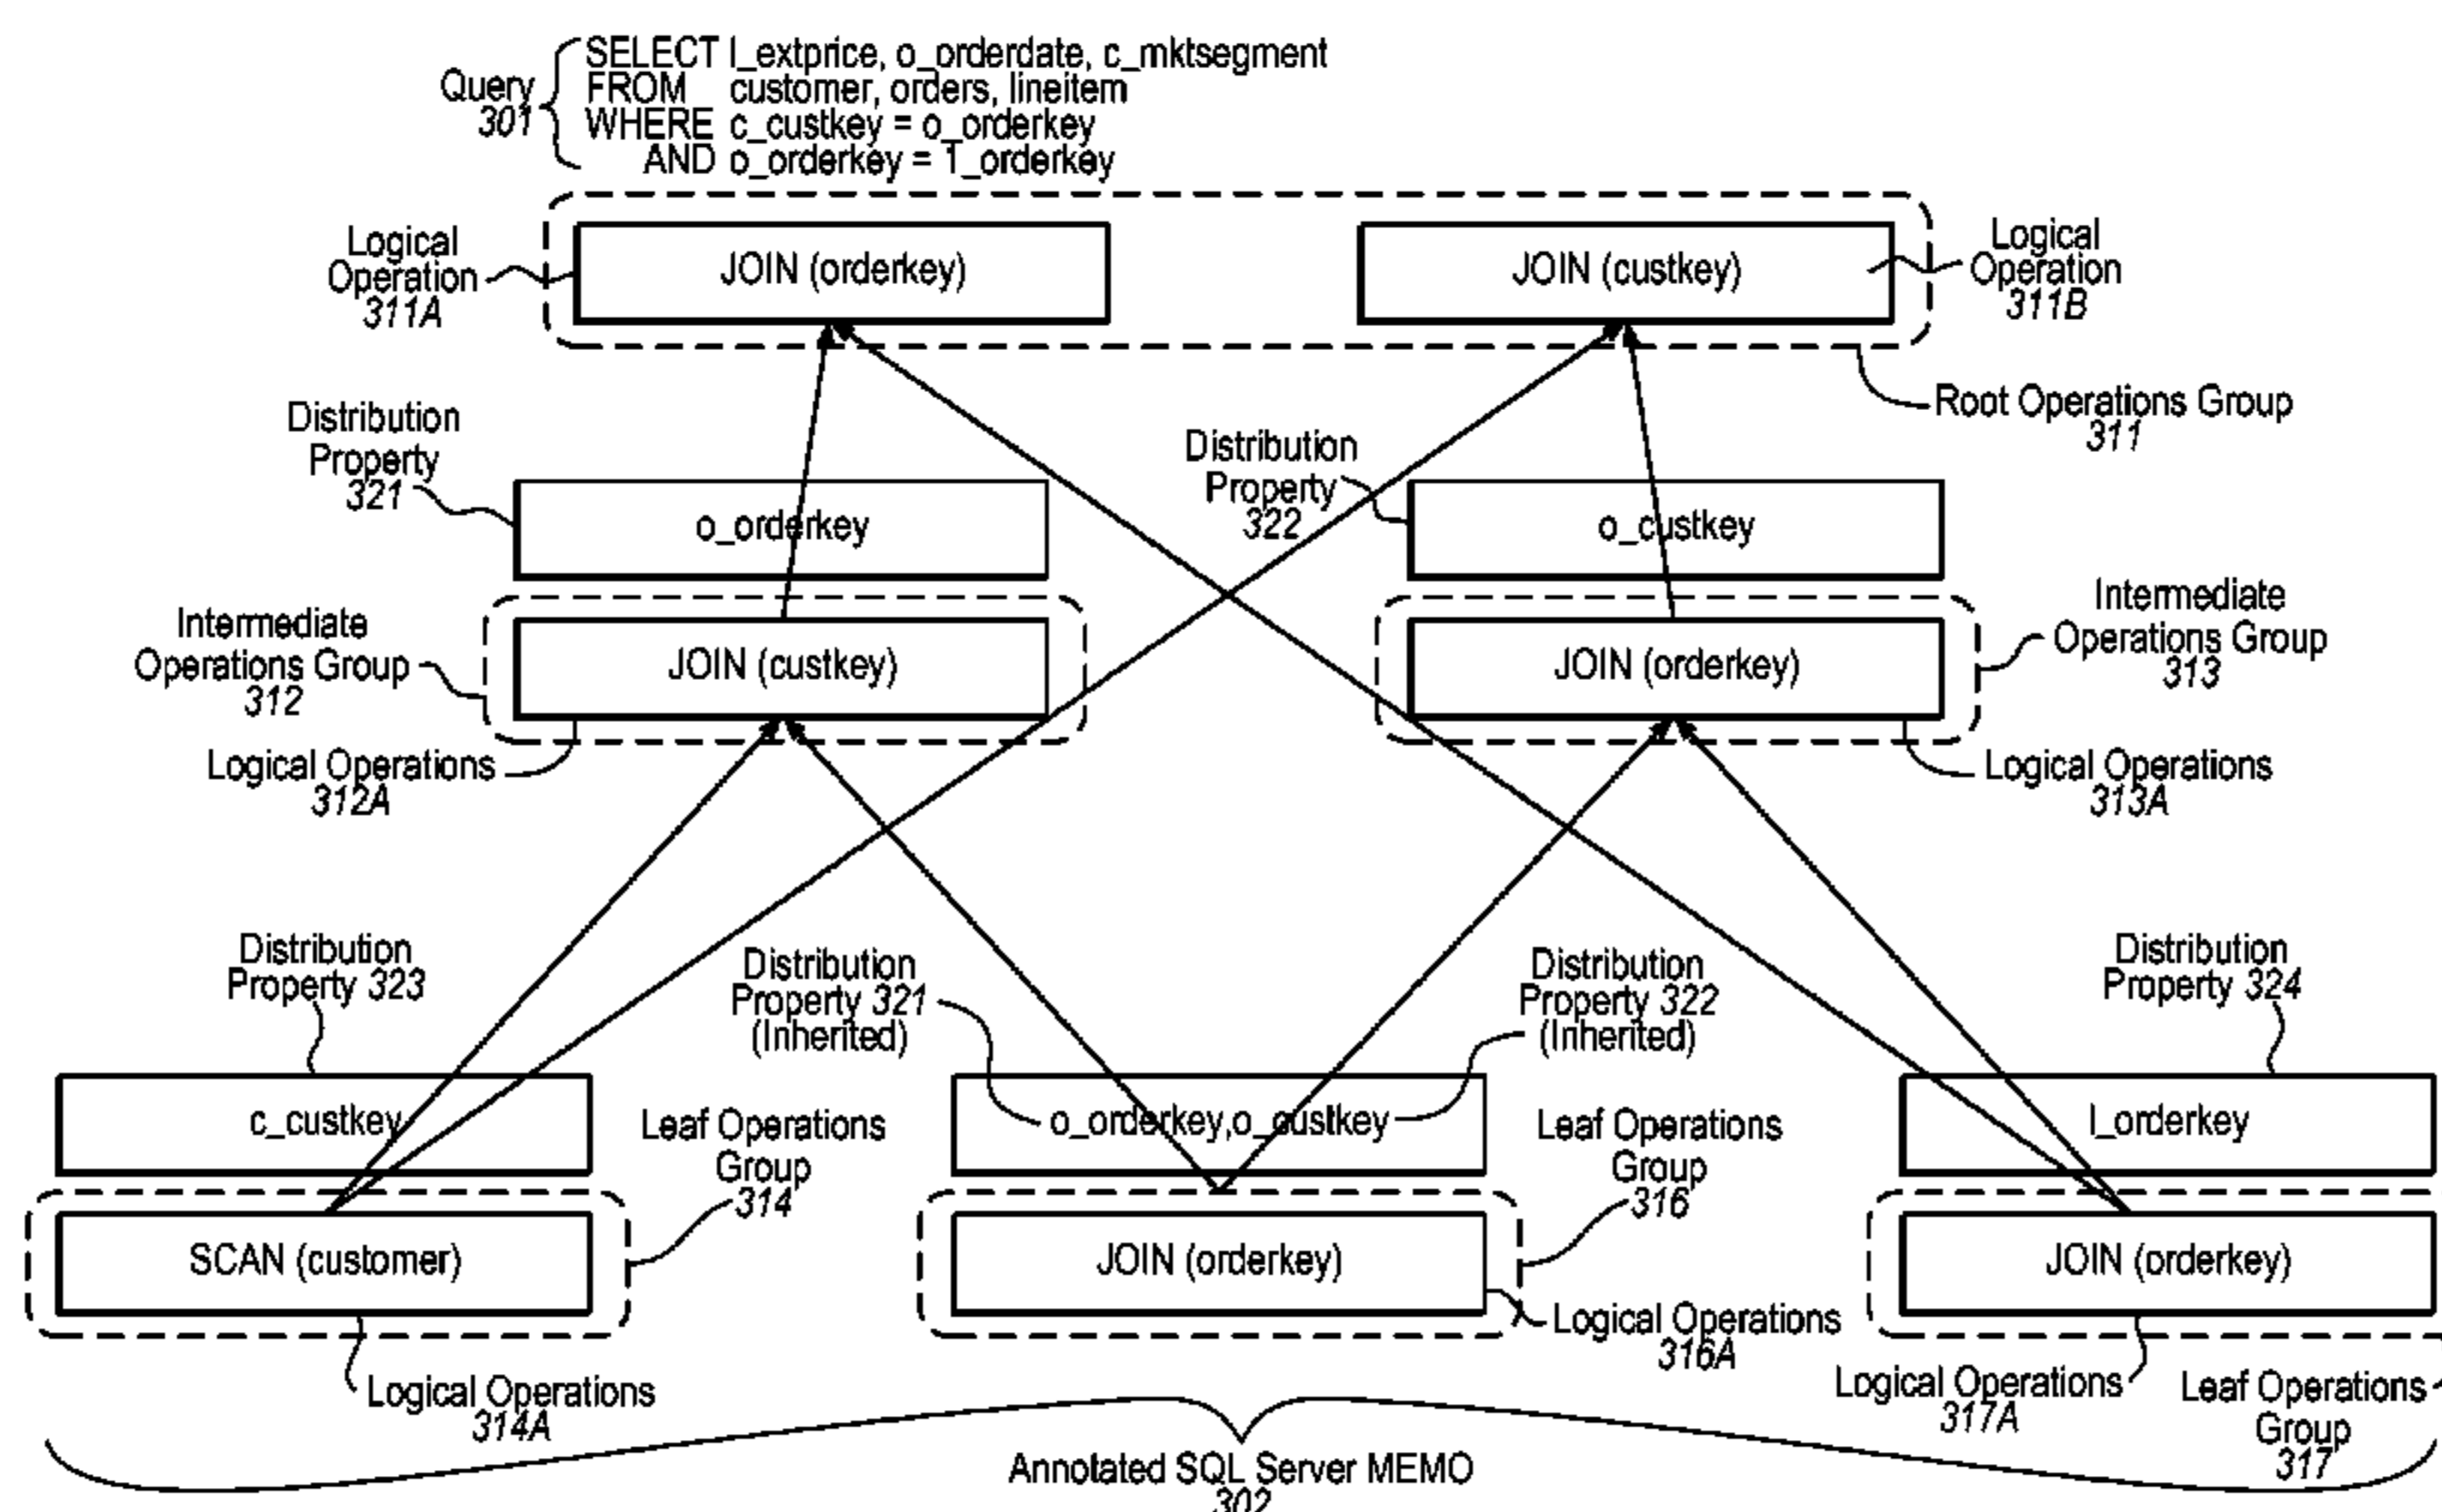 Query
301
SELECT l_extprice, o_orderdate, c_mktsegment
FROM customer, orders, lineitem
WHERE c_custkey = o_orderkey
AND o_orderkey = 1_orderkey
Logical
Operation
311A
JOIN (orderkey)
JOIN (custkey)
Logical
Operation
311B
Root Operations Group
311
Distribution
Property
321
o_orderkey
Distribution
Property
322
o_custkey
Intermediate
Operations Group
312
JOIN (custkey)
Logical Operations
312A
JOIN (orderkey)
Intermediate
Operations Group
313
Logical Operations
313A
Distribution
Property 323
c_custkey
Leaf Operations
Group
314
SCAN (customer)
Logical Operations
314A
Distribution
Property 321
(Inherited)
Distribution
Property 322
(Inherited)
o_orderkey,o_custkey
Leaf Operations
Group
316
JOIN (orderkey)
Logical Operations
316A
Distribution
Property 324
l_orderkey
JOIN (orderkey)
Logical Operations
317A
Leaf Operations
Group
317
Annotated SQL Server MEMO
302